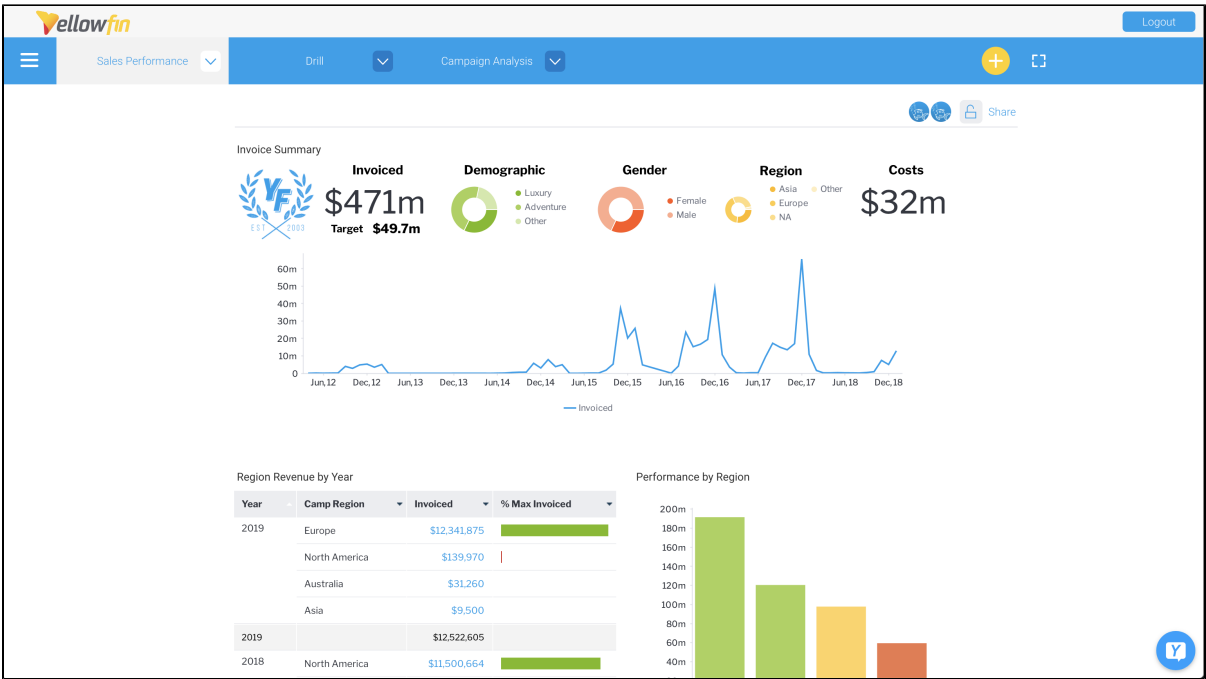 Yellowfin
Logout
Sales Performance
Drill
Campaign Analysis
Share
Invoice Summary
YF
EST 2003
Invoiced
$471m
Target $49.7m
Demographic
Luxury
Adventure
Other
Gender
Female
Male
Region
Asia
Other
Europe
NA
Costs
$32m
60m
50m
40m
30m
20m
10m
0
Jun,12 Dec,12 Jun,13 Dec,13 Jun,14 Dec,14 Jun,15 Dec,15 Jun,16 Dec,16 Jun,17 Dec,17 Jun,18 Dec,18
Invoiced
Region Revenue by Year
Year Camp Region Invoiced % Max Invoiced
2019 Europe $12,341,875
North America $139,970
Australia $31,260
Asia $9,500
2019 $12,522,605
2018 North America $11,500,664
Performance by Region
200m
180m
160m
140m
120m
100m
80m
60m
40m
Y